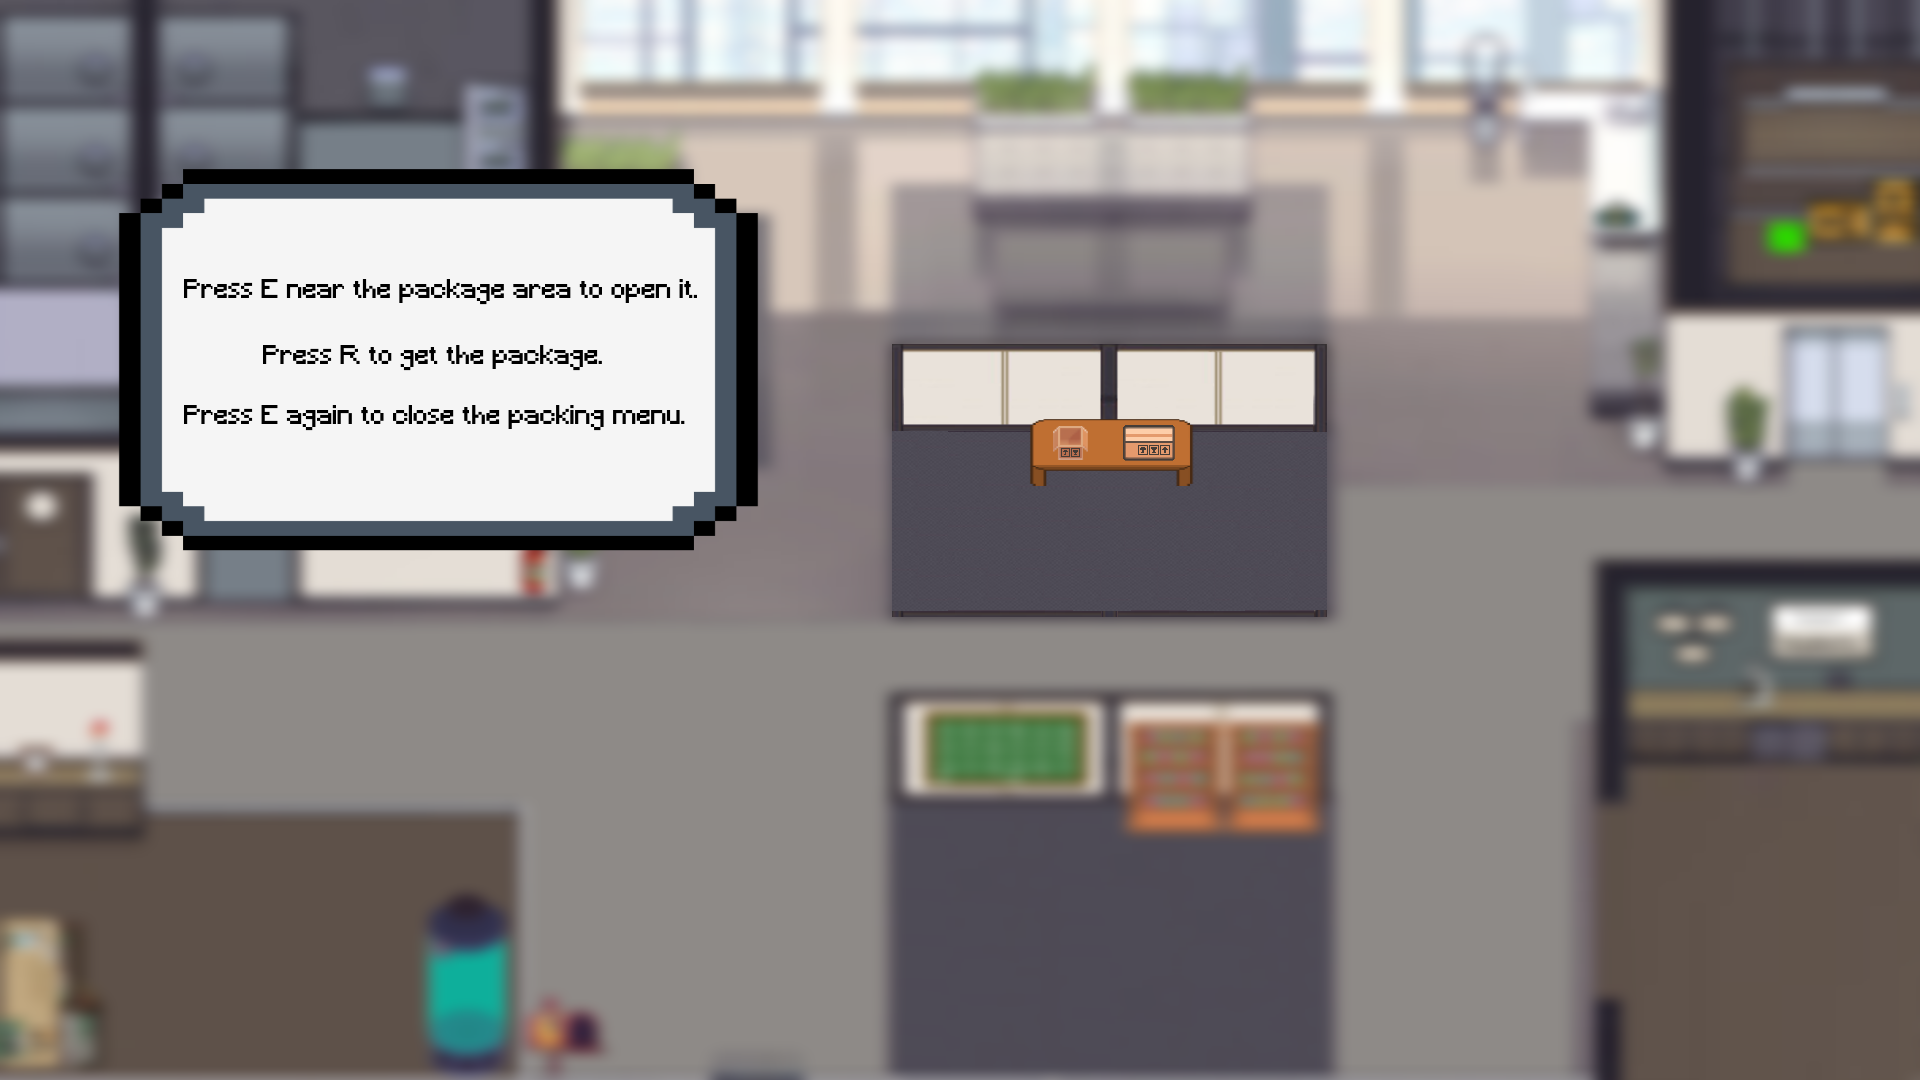 Press E near the package area to open it.
Press R to get the package.
Press E again to close the packing menu.